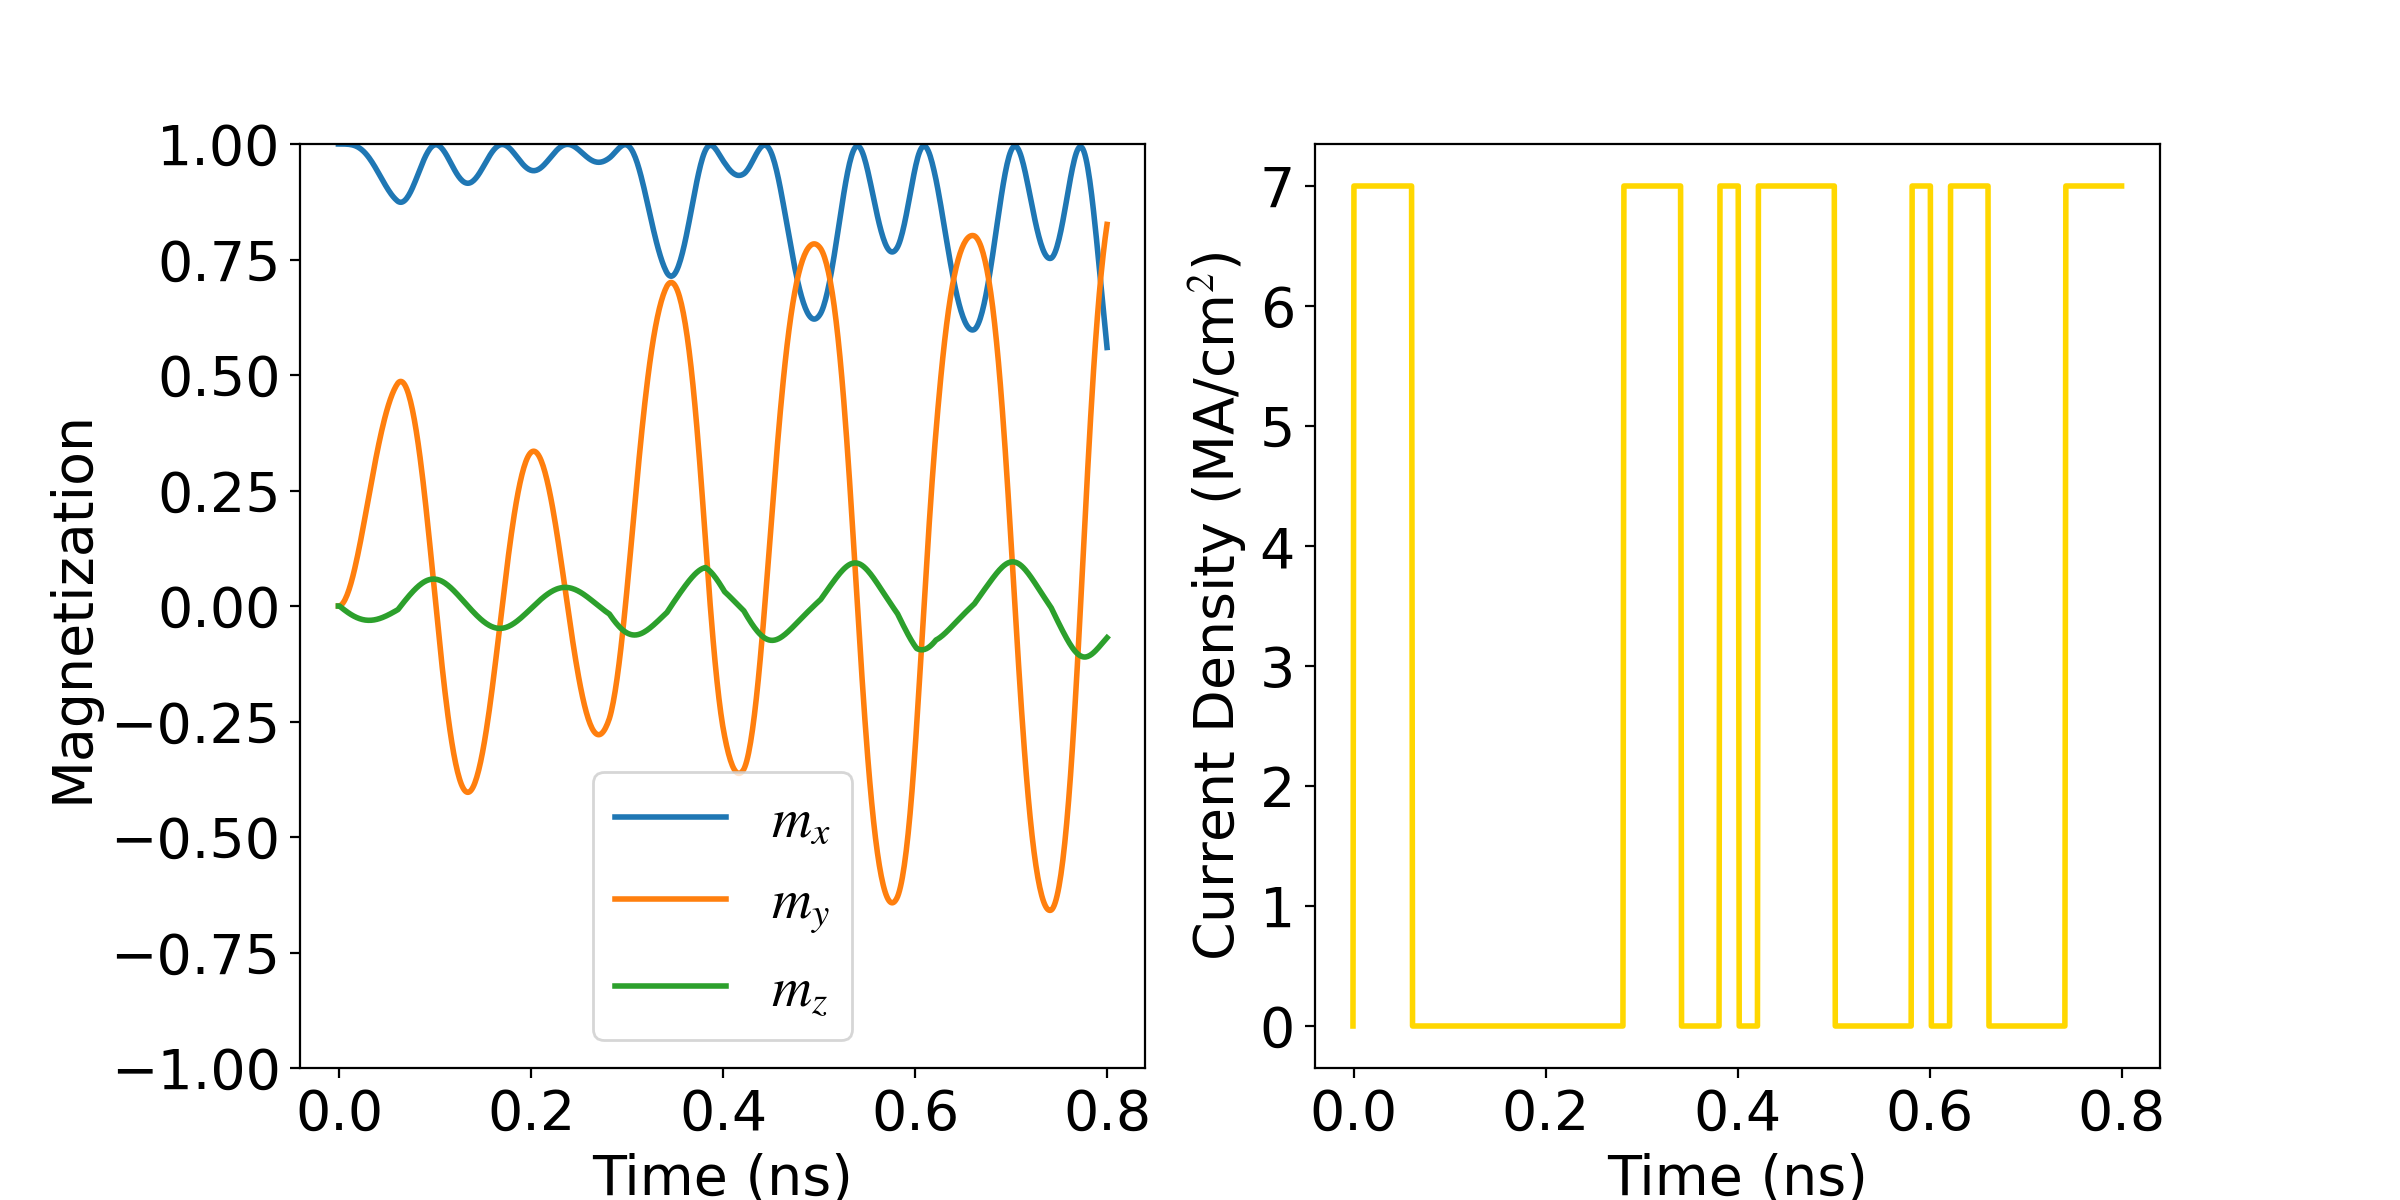 1.00
0.75
0.50
0.25
0.00
−0.25
−0.50
−0.75
−1.00
Magnetization
0.0 0.2 0.4 0.6 0.8
Time (ns)
m_x
m_y
m_z
7
6
5
4
3
2
1
0
Current Density (MA/cm²)
0.0 0.2 0.4 0.6 0.8
Time (ns)